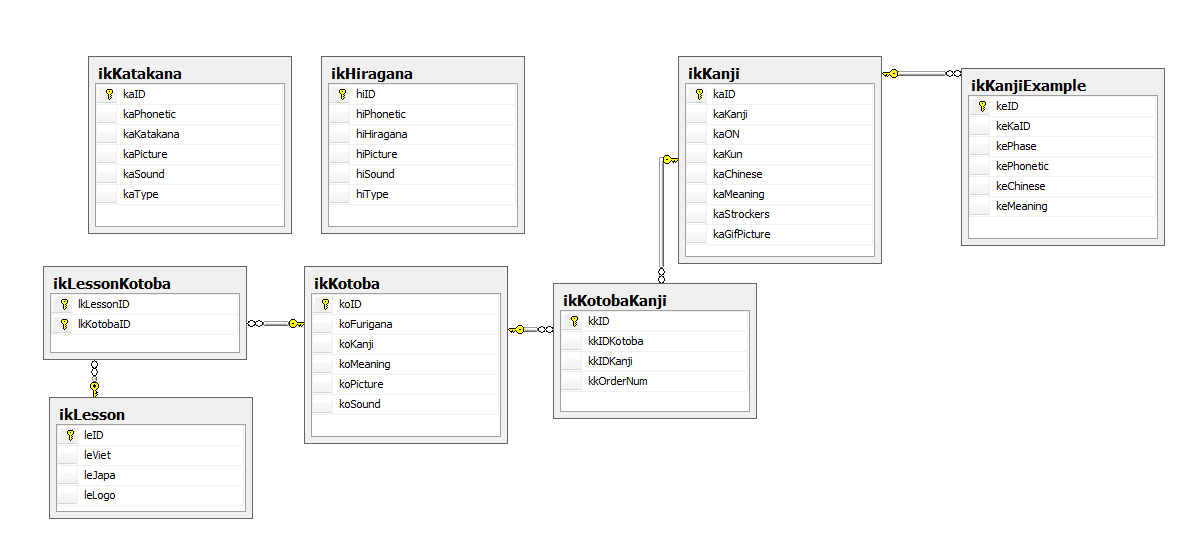 ikKatakana
kaID
kaPhonetic
kaKatakana
kaPicture
kaSound
kaType
ikHiragana
hiID
hiPhonetic
hiHiragana
hiPicture
hiSound
hiType
ikKanji
kaID
kaKanji
kaON
kaKun
kaChinese
kaMeaning
kaStrockers
kaGifPicture
ikKanjiExample
keID
keKaID
kePhase
kePhonetic
keChinese
keMeaning
ikLessonKotoba
lkLessonID
lkKotobaID
ikKotoba
koID
koFurigana
koKanji
koMeaning
koPicture
koSound
ikKotobaKanji
kkID
kkIDKotoba
kkIDKanji
kkOrderNum
ikLesson
leID
leViet
leJapa
leLogo